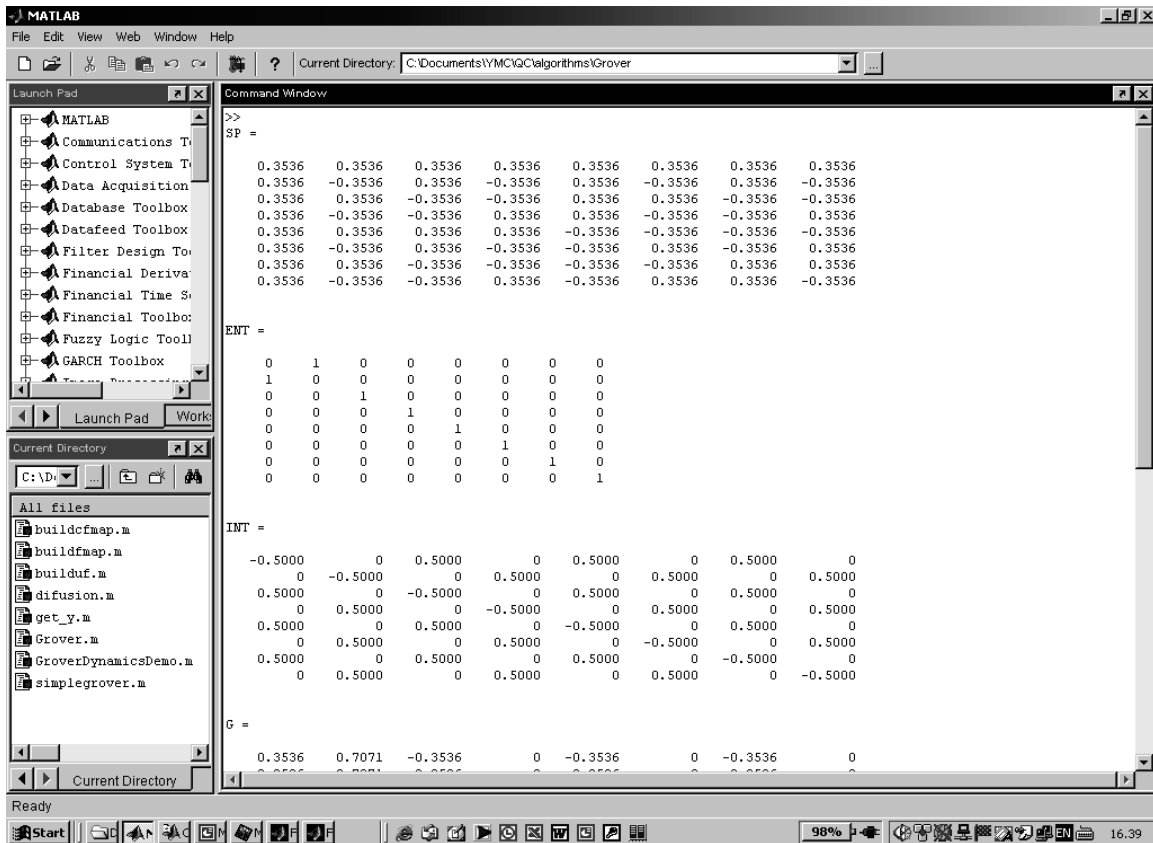 MATLAB
File Edit View Web Window Help
? Current Directory: C:\Documents\YMC\QC\algorithms\Grover ...
Launch Pad
MATLAB
Communications T
Control System T
Data Acquisition
Database Toolbox
Datafeed Toolbox
Filter Design To
Financial Deriva
Financial Time S
Financial Toolbo
Fuzzy Logic Tool
GARCH Toolbox
Launch Pad Works
Current Directory
C:\D ...
All files
buildcfmap.m
buildfmap.m
builduf.m
difusion.m
get_y.m
Grover.m
GroverDynamicsDemo.m
simplegrover.m
Current Directory
Command Window
>>
SP =
0.3536 0.3536 0.3536 0.3536 0.3536 0.3536 0.3536 0.3536
0.3536 -0.3536 0.3536 -0.3536 0.3536 -0.3536 0.3536 -0.3536
0.3536 0.3536 -0.3536 -0.3536 0.3536 0.3536 -0.3536 -0.3536
0.3536 -0.3536 -0.3536 0.3536 0.3536 -0.3536 -0.3536 0.3536
0.3536 0.3536 0.3536 0.3536 -0.3536 -0.3536 -0.3536 -0.3536
0.3536 -0.3536 0.3536 -0.3536 -0.3536 0.3536 -0.3536 0.3536
0.3536 0.3536 -0.3536 -0.3536 -0.3536 -0.3536 0.3536 0.3536
0.3536 -0.3536 -0.3536 0.3536 -0.3536 0.3536 0.3536 -0.3536
ENT =
0 1 0 0 0 0 0 0
1 0 0 0 0 0 0 0
0 0 1 0 0 0 0 0
0 0 0 1 0 0 0 0
0 0 0 0 1 0 0 0
0 0 0 0 0 1 0 0
0 0 0 0 0 0 1 0
0 0 0 0 0 0 0 1
INT =
-0.5000 0 0.5000 0 0.5000 0 0.5000 0
0 -0.5000 0 0.5000 0 0.5000 0 0.5000
0.5000 0 -0.5000 0 0.5000 0 0.5000 0
0 0.5000 0 -0.5000 0 0.5000 0 0.5000
0.5000 0 0.5000 0 -0.5000 0 0.5000 0
0 0.5000 0 0.5000 0 -0.5000 0 0.5000
0.5000 0 0.5000 0 0.5000 0 -0.5000 0
0 0.5000 0 0.5000 0 0.5000 0 -0.5000
G =
0.3536 0.7071 -0.3536 0 -0.3536 0 -0.3536 0
Ready
Start 98% EN 16.39